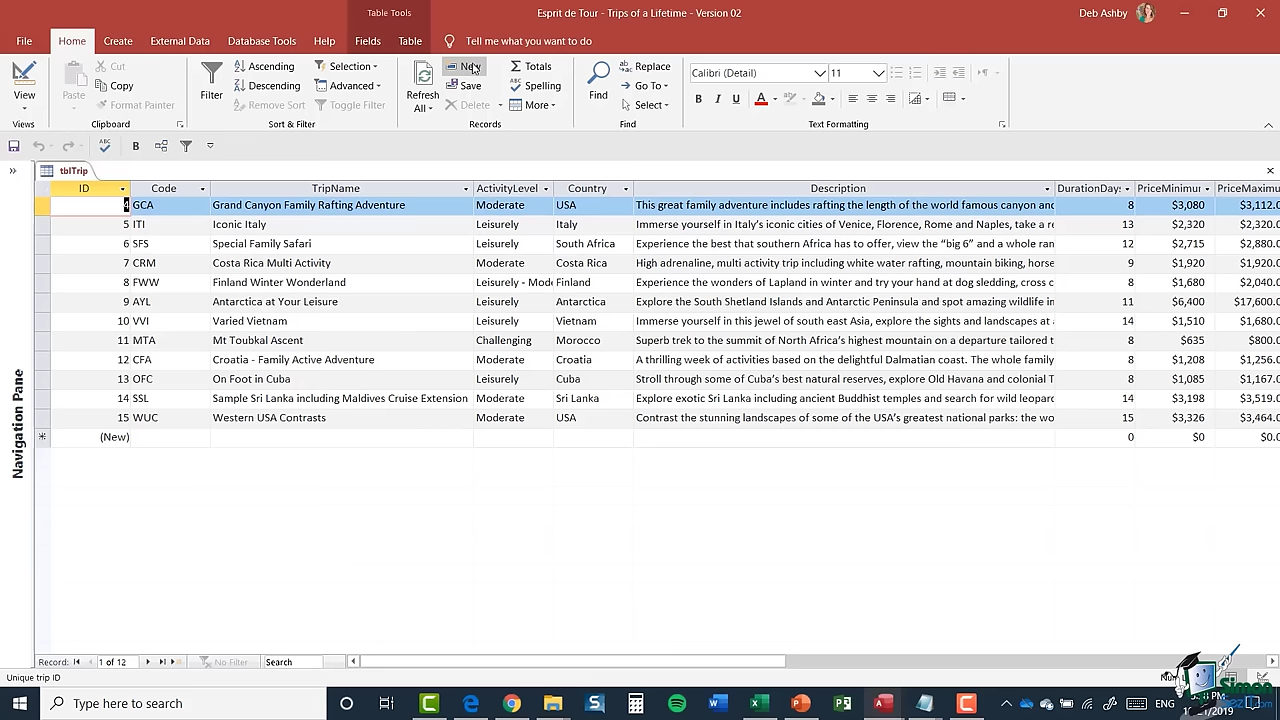 Table Tools Esprit de Tour - Trips of a Lifetime - Version 02 Deb Ashby
File Home Create External Data Database Tools Help Fields Table Tell me what you want to do
View
Views
Paste Cut
Copy
Format Painter
Clipboard
Filter Ascending
Descending
Remove Sort
Selection
Advanced
Toggle Filter
Sort & Filter
Refresh
All
New
Save
Delete
Totals
Spelling
More
Records
Find Replace
Go To
Select
Find
Calibri (Detail) 11
B I U A
Text Formatting
tblTrip
ID Code TripName ActivityLevel Country Description DurationDay: PriceMinimur PriceMaximu
4 GCA Grand Canyon Family Rafting Adventure Moderate USA This great family adventure includes rafting the length of the world famous canyon and 8 $3,080 $3,112.0
5 ITI Iconic Italy Leisurely Italy Immerse yourself in Italy's iconic cities of Venice, Florence, Rome and Naples, take a re 13 $2,320 $2,320.0
6 SFS Special Family Safari Leisurely South Africa Experience the best that southern Africa has to offer, view the "big 6" and a whole ran 12 $2,715 $2,880.0
7 CRM Costa Rica Multi Activity Moderate Costa Rica High adrenaline, multi activity trip including white water rafting, mountain biking, horse 9 $1,920 $1,920.0
8 FWW Finland Winter Wonderland Leisurely - Mode Finland Experience the wonders of Lapland in winter and try your hand at dog sledding, cross 8 $1,680 $2,040.0
9 AYL Antarctica at Your Leisure Leisurely Antarctica Explore the South Shetland Islands and Antarctic Peninsula and spot amazing wildlife in 11 $6,400 $17,600.0
10 VVI Varied Vietnam Leisurely Vietnam Immerse yourself in this jewel of south east Asia, explore the sights and landscapes at 14 $1,510 $1,680.0
11 MTA Mt Toubkal Ascent Challenging Morocco Superb trek to the summit of North Africa's highest mountain on a departure tailored t 8 $635 $800.0
12 CFA Croatia - Family Active Adventure Moderate Croatia A thrilling week of activities based on the delightful Dalmatian coast. The whole family 8 $1,208 $1,256.0
13 OFC On Foot in Cuba Leisurely Cuba Stroll through some of Cuba's best natural reserves, explore Old Havana and colonial T 8 $1,085 $1,167.0
14 SSL Sample Sri Lanka including Maldives Cruise Extension Moderate Sri Lanka Explore exotic Sri Lanka including ancient Buddhist temples and search for wild leopar 14 $3,198 $3,519.0
15 WUC Western USA Contrasts Moderate USA Contrast the stunning landscapes of some of the USA's greatest national parks: the wo 15 $3,326 $3,464.0
(New) 0 $0 $0.0
Navigation Pane
Record: 1 of 12 No Filter Search
Unique trip ID
Type here to search ENG